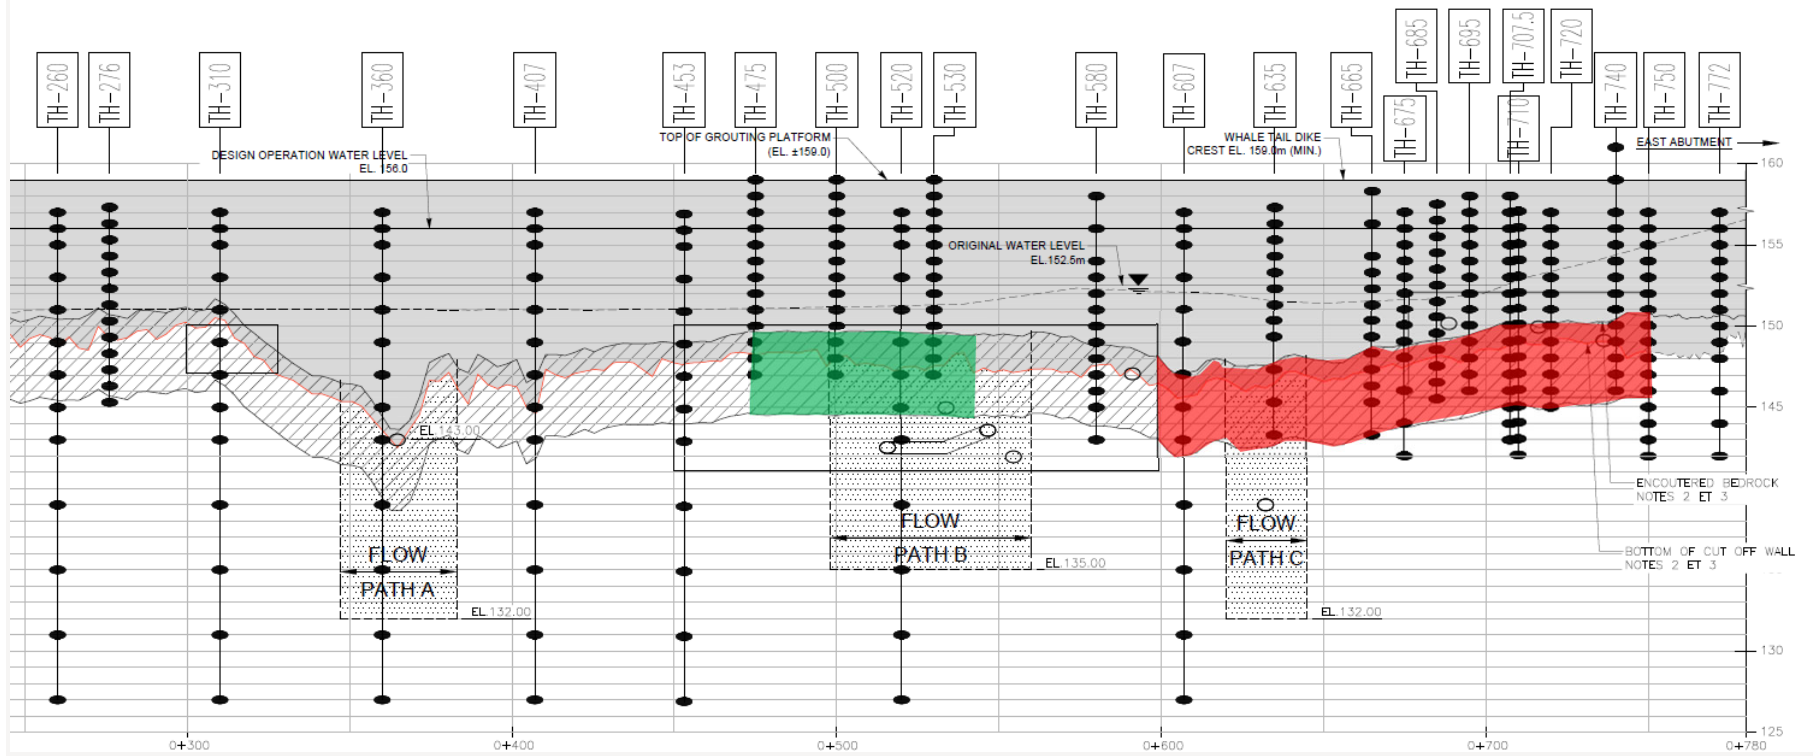 TH-260
TH-276
TH-310
TH-360
TH-407
TH-453
TH-475
TH-500
TH-520
TH-530
TH-580
TH-607
TH-635
TH-665
TH-675
TH-685
TH-695
TH-707.5
TH-710
TH-720
TH-740
TH-750
TH-772
TOP OF GROUTING PLATFORM
(EL. ±159.0)
WHALE TAIL DIKE
CREST EL. 159.0m (MIN.)
EAST ABUTMENT
DESIGN OPERATION WATER LEVEL
EL. 156.0
ORIGINAL WATER LEVEL
EL.152.5m
160
155
150
145
130
125
EL.143.00
FLOW
PATH A
EL.132.00
FLOW
PATH B
EL.135.00
FLOW
PATH C
EL.132.00
ENCOUTERED BEDROCK
NOTES 2 ET 3
BOTTOM OF CUT OFF WALL
NOTES 2 ET 3
0+300
0+400
0+500
0+600
0+700
0+780